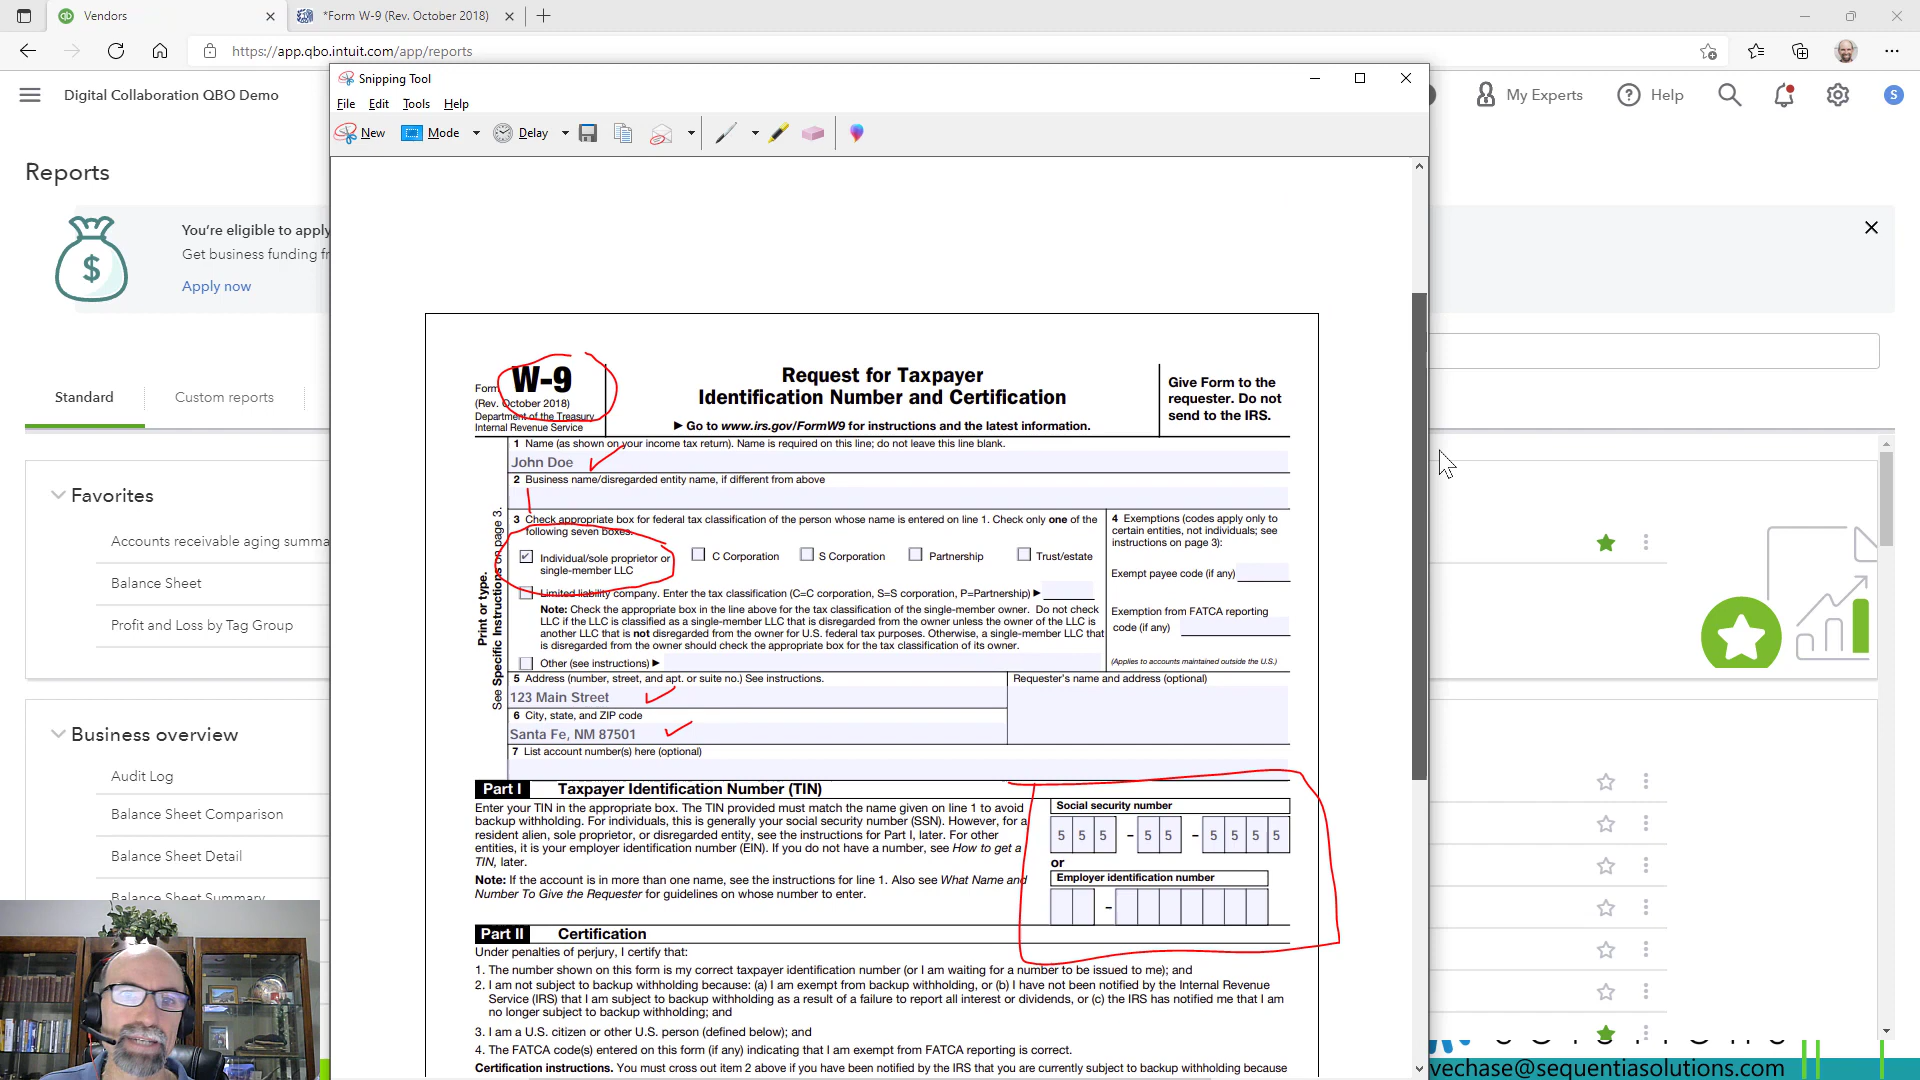 Vendors
*Form W-9 (Rev. October 2018)
https://app.qbo.intuit.com/app/reports
Digital Collaboration QBO Demo
My Experts
Help
S
Reports
You're eligible to apply
Get business funding fr
Apply now
Standard
Custom reports
Favorites
Accounts receivable aging summa
Balance Sheet
Profit and Loss by Tag Group
Business overview
Audit Log
Balance Sheet Comparison
Balance Sheet Detail
Balance Sheet Summary
Snipping Tool
File Edit Tools Help
New Mode Delay
Form W-9
(Rev. October 2018)
Department of the Treasury
Internal Revenue Service
Request for Taxpayer
Identification Number and Certification
▶ Go to www.irs.gov/FormW9 for instructions and the latest information.
Give Form to the
requester. Do not
send to the IRS.
Print or type.
See Specific Instructions on page 3.
1 Name (as shown on your income tax return). Name is required on this line; do not leave this line blank.
John Doe
2 Business name/disregarded entity name, if different from above
3 Check appropriate box for federal tax classification of the person whose name is entered on line 1. Check only one of the
following seven boxes.
Individual/sole proprietor or
single-member LLC
C Corporation
S Corporation
Partnership
Trust/estate
Limited liability company. Enter the tax classification (C=C corporation, S=S corporation, P=Partnership) ▶
Note: Check the appropriate box in the line above for the tax classification of the single-member owner. Do not check
LLC if the LLC is classified as a single-member LLC that is disregarded from the owner unless the owner of the LLC is
another LLC that is not disregarded from the owner for U.S. federal tax purposes. Otherwise, a single-member LLC that
is disregarded from the owner should check the appropriate box for the tax classification of its owner.
Other (see instructions) ▶
4 Exemptions (codes apply only to
certain entities, not individuals; see
instructions on page 3):
Exempt payee code (if any)
Exemption from FATCA reporting
code (if any)
(Applies to accounts maintained outside the U.S.)
5 Address (number, street, and apt. or suite no.) See instructions.
123 Main Street
Requester's name and address (optional)
6 City, state, and ZIP code
Santa Fe, NM 87501
7 List account number(s) here (optional)
Part I Taxpayer Identification Number (TIN)
Enter your TIN in the appropriate box. The TIN provided must match the name given on line 1 to avoid
backup withholding. For individuals, this is generally your social security number (SSN). However, for a
resident alien, sole proprietor, or disregarded entity, see the instructions for Part I, later. For other
entities, it is your employer identification number (EIN). If you do not have a number, see How to get a
TIN, later.
Note: If the account is in more than one name, see the instructions for line 1. Also see What Name and
Number To Give the Requester for guidelines on whose number to enter.
Social security number
5 5 5 – 5 5 – 5 5 5 5
or
Employer identification number
–
Part II Certification
Under penalties of perjury, I certify that:
1. The number shown on this form is my correct taxpayer identification number (or I am waiting for a number to be issued to me); and
2. I am not subject to backup withholding because: (a) I am exempt from backup withholding, or (b) I have not been notified by the Internal Revenue
Service (IRS) that I am subject to backup withholding as a result of a failure to report all interest or dividends, or (c) the IRS has notified me that I am
no longer subject to backup withholding; and
3. I am a U.S. citizen or other U.S. person (defined below); and
4. The FATCA code(s) entered on this form (if any) indicating that I am exempt from FATCA reporting is correct.
Certification instructions. You must cross out item 2 above if you have been notified by the IRS that you are currently subject to backup withholding because
vechase@sequentiasolutions.com